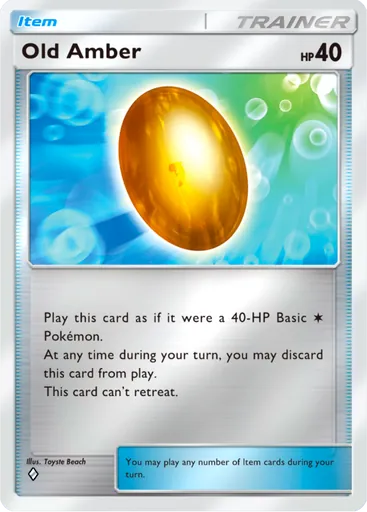 Item
TRAINER
Old Amber
HP40
Play this card as if it were a 40-HP Basic
Pokémon.
At any time during your turn, you may discard
this card from play.
This card can't retreat.
Illus. Toyste Beach
You may play any number of Item cards during your
turn.